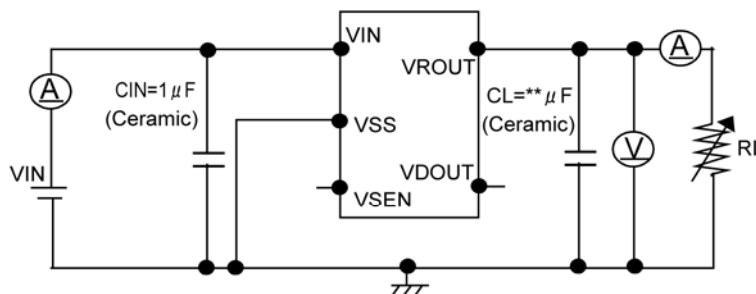 VIN
A
VROUT
A
CIN=1μF
(Ceramic)
CL=**μF
(Ceramic)
VSS
V
RL
VIN
VDOUT
VSEN